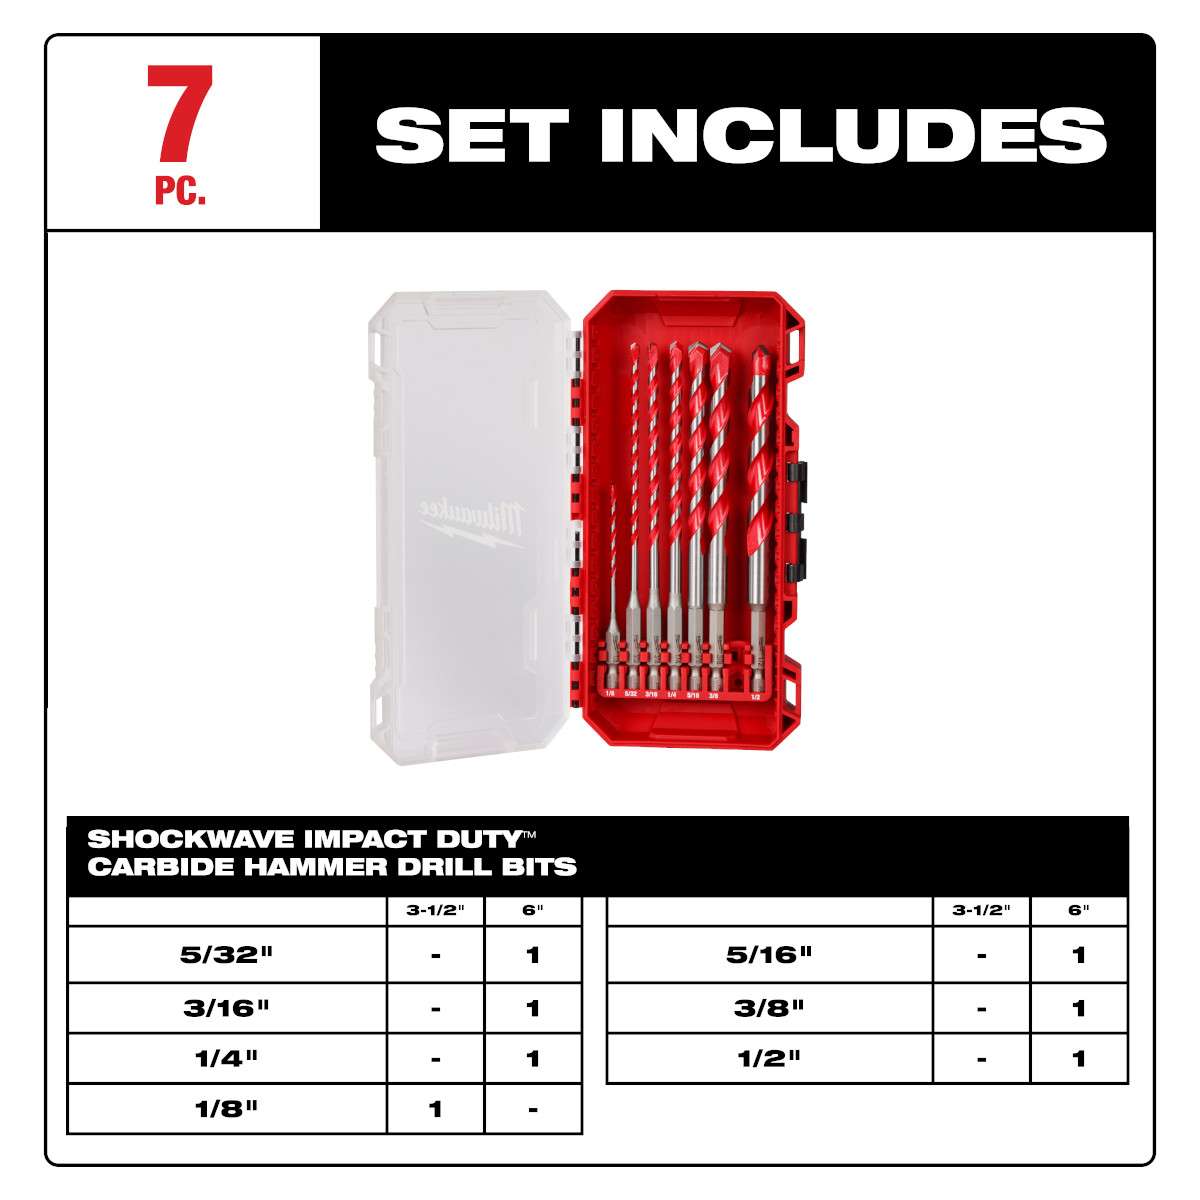 7
PC.
SET INCLUDES
Milwaukee
1/8 5/32 3/16 1/4 5/16 3/8 1/2
SHOCKWAVE IMPACT DUTY™
CARBIDE HAMMER DRILL BITS
3-1/2" 6"
5/32" - 1
3/16" - 1
1/4" - 1
1/8" 1 -
3-1/2" 6"
5/16" - 1
3/8" - 1
1/2" - 1